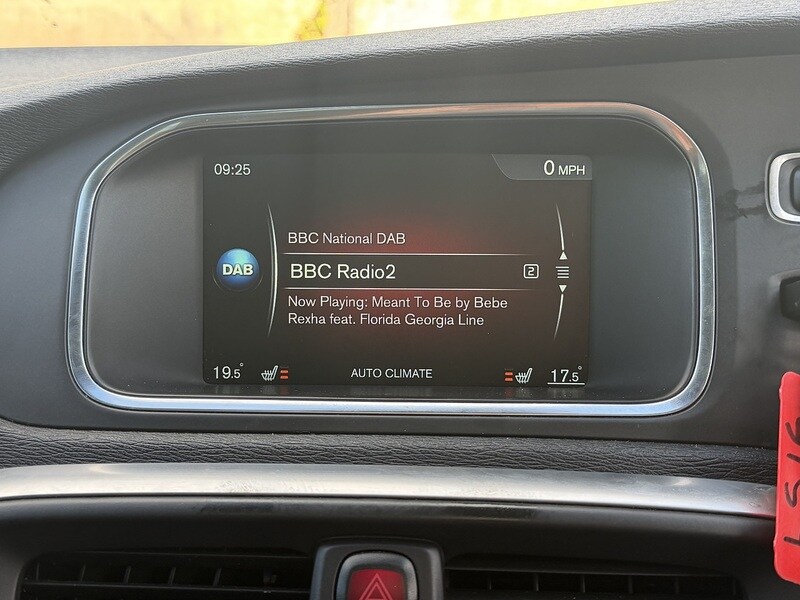 09:25
0 MPH
BBC National DAB
DAB
BBC Radio2
2
Now Playing: Meant To Be by Bebe
Rexha feat. Florida Georgia Line
19.5°
AUTO CLIMATE
17.5°